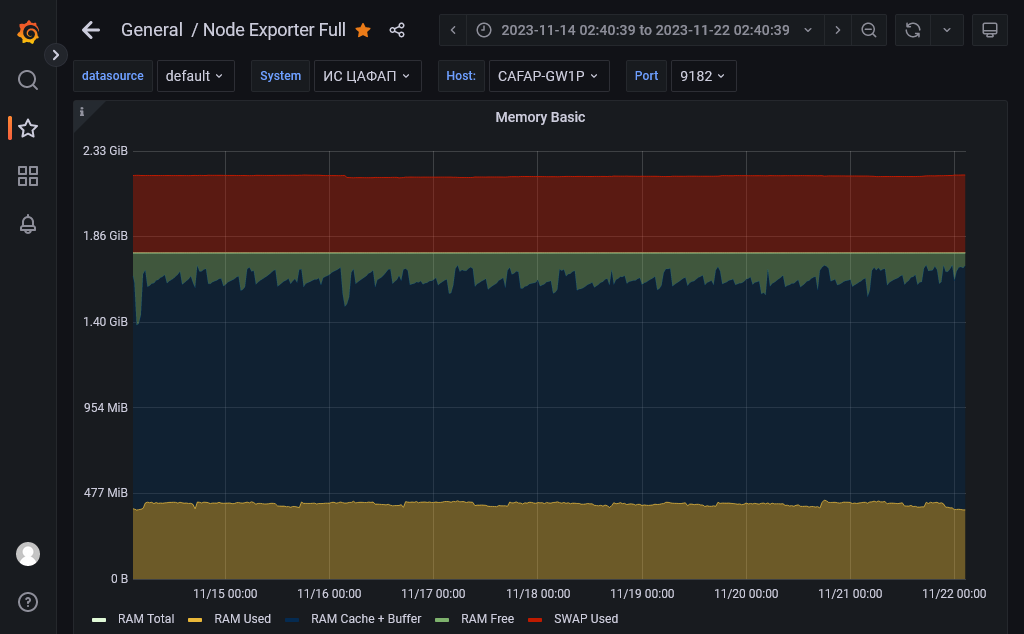 General / Node Exporter Full
2023-11-14 02:40:39 to 2023-11-22 02:40:39
datasource default System ИС ЦАФАП Host: CAFAP-GW1P Port 9182
i
Memory Basic
2.33 GiB
1.86 GiB
1.40 GiB
954 MiB
477 MiB
0 B
11/15 00:00 11/16 00:00 11/17 00:00 11/18 00:00 11/19 00:00 11/20 00:00 11/21 00:00 11/22 00:00
RAM Total RAM Used RAM Cache + Buffer RAM Free SWAP Used
?